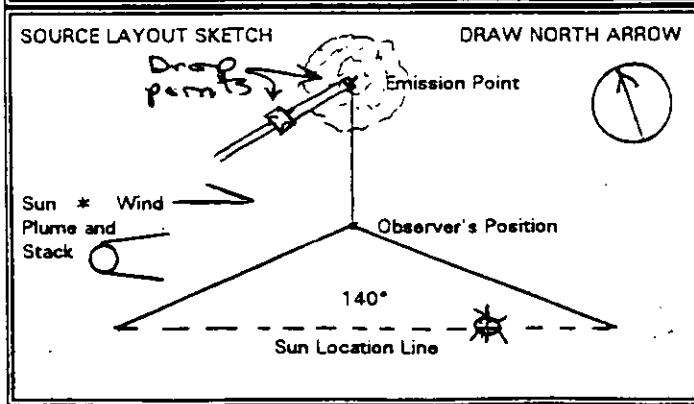 SOURCE LAYOUT SKETCH
DRAW NORTH ARROW
Drop
points
Emission Point
Sun * Wind
Plume and
Stack
Observer's Position
140°
Sun Location Line